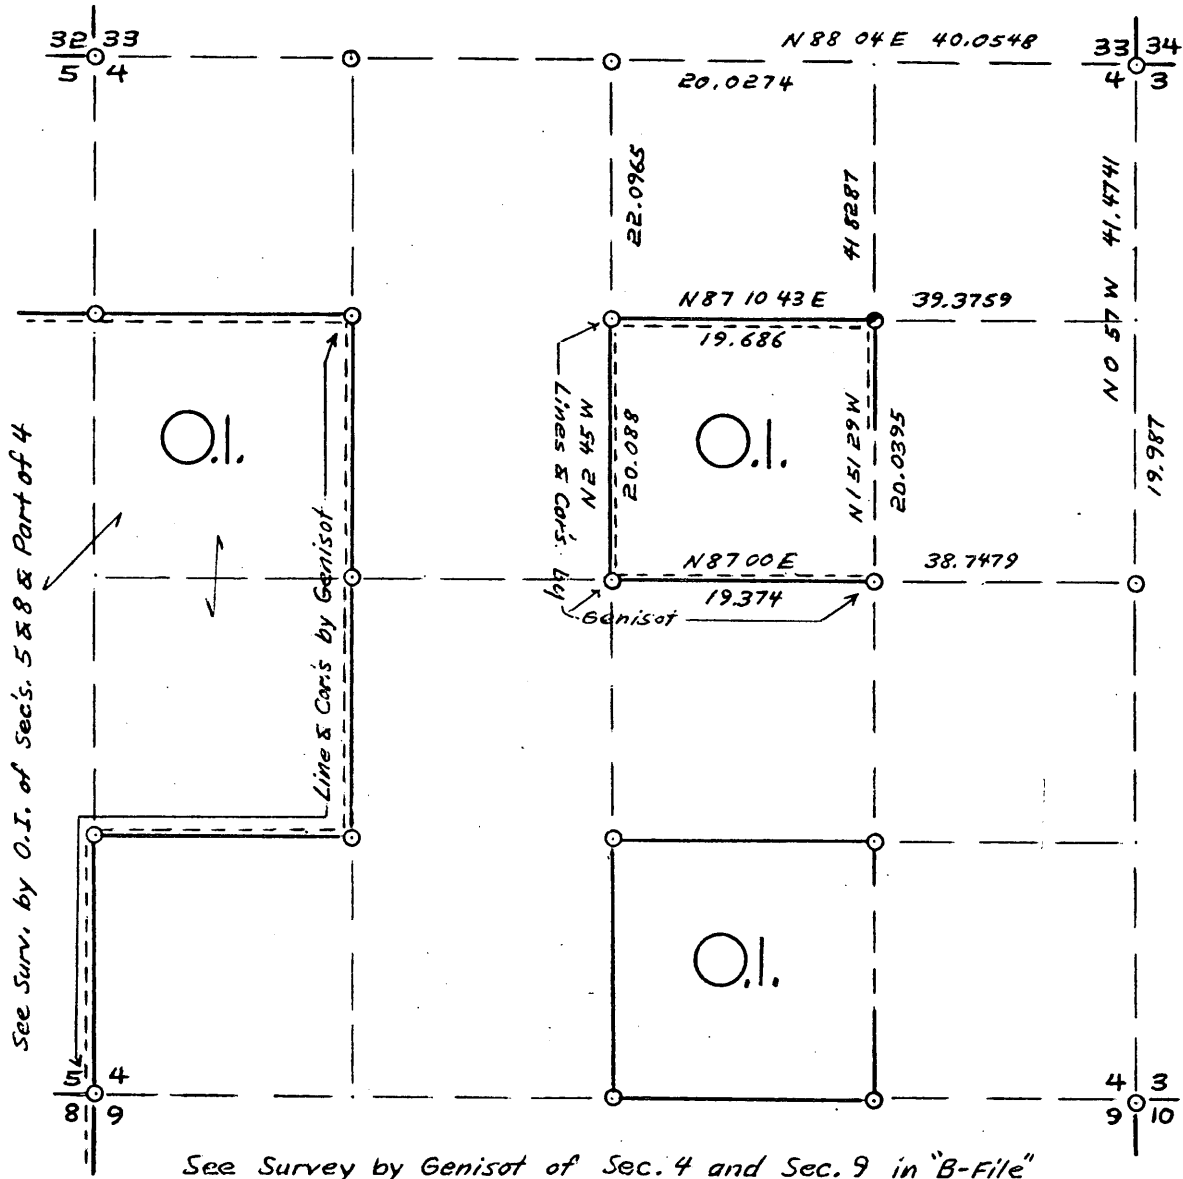 32 33
5 4
N 88 04 E 40.0548
20.0274
33 34
4 3
22.0965
41 8287
N 0 57 W 41.4741
N 87 10 43 E 39.3759
19.686
O.I.
O.I.
Lines & Cor's. by
Genisot
N 2 45 W
20.088
N 1 51 29 W
20.0395
19.987
N 87 00 E 38.7479
19.374
Line & Cor's by Genisot
See Surv. by O.I. of Sec's. 5 & 8 & Part of 4
O.I.
5 4
8 9
4 3
9 10
See Survey by Genisot of Sec. 4 and Sec. 9 in "B-File"